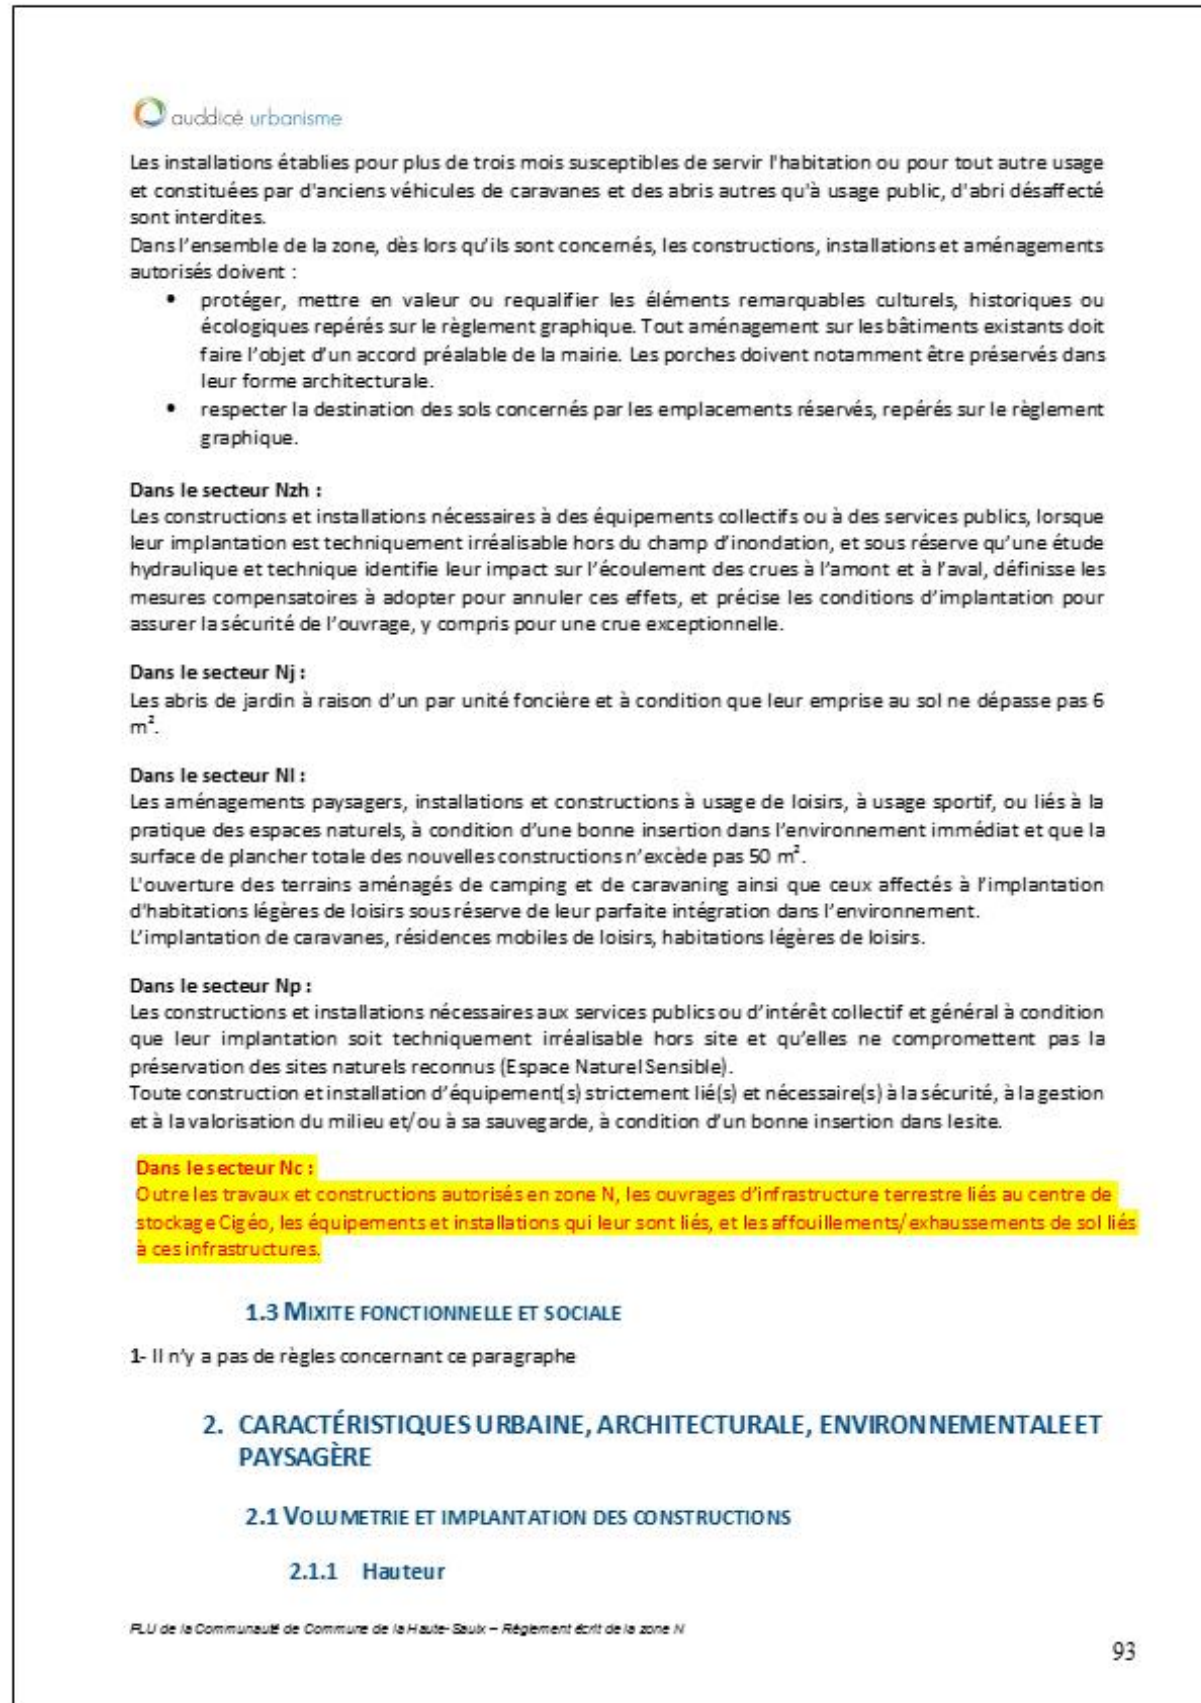 auddicé urbanisme
Les installations établies pour plus de trois mois susceptibles de servir l'habitation ou pour tout autre usage
et constituées par d'anciens véhicules de caravanes et des abris autres qu'à usage public, d'abri désaffecté
sont interdites.
Dans l'ensemble de la zone, dès lors qu'ils sont concernés, les constructions, installations et aménagements
autorisés doivent :
• protéger, mettre en valeur ou requalifier les éléments remarquables culturels, historiques ou
écologiques repérés sur le règlement graphique. Tout aménagement sur les bâtiments existants doit
faire l'objet d'un accord préalable de la mairie. Les porches doivent notamment être préservés dans
leur forme architecturale.
• respecter la destination des sols concernés par les emplacements réservés, repérés sur le règlement
graphique.
Dans le secteur Nzh :
Les constructions et installations nécessaires à des équipements collectifs ou à des services publics, lorsque
leur implantation est techniquement irréalisable hors du champ d'inondation, et sous réserve qu'une étude
hydraulique et technique identifie leur impact sur l'écoulement des crues à l'amont et à l'aval, définisse les
mesures compensatoires à adopter pour annuler ces effets, et précise les conditions d'implantation pour
assurer la sécurité de l'ouvrage, y compris pour une crue exceptionnelle.
Dans le secteur Nj :
Les abris de jardin à raison d'un par unité foncière et à condition que leur emprise au sol ne dépasse pas 6
m².
Dans le secteur Nl :
Les aménagements paysagers, installations et constructions à usage de loisirs, à usage sportif, ou liés à la
pratique des espaces naturels, à condition d'une bonne insertion dans l'environnement immédiat et que la
surface de plancher totale des nouvelles constructions n'excède pas 50 m².
L'ouverture des terrains aménagés de camping et de caravaning ainsi que ceux affectés à l'implantation
d'habitations légères de loisirs sous réserve de leur parfaite intégration dans l'environnement.
L'implantation de caravanes, résidences mobiles de loisirs, habitations légères de loisirs.
Dans le secteur Np :
Les constructions et installations nécessaires aux services publics ou d'intérêt collectif et général à condition
que leur implantation soit techniquement irréalisable hors site et qu'elles ne compromettent pas la
préservation des sites naturels reconnus (Espace Naturel Sensible).
Toute construction et installation d'équipement(s) strictement lié(s) et nécessaire(s) à la sécurité, à la gestion
et à la valorisation du milieu et/ou à sa sauvegarde, à condition d'un bonne insertion dans le site.
Dans le secteur Nc :
Outre les travaux et constructions autorisés en zone N, les ouvrages d'infrastructure terrestre liés au centre de
stockage Cigéo, les équipements et installations qui leur sont liés, et les affouillements/exhaussements de sol liés
à ces infrastructures.
1.3 MIXITE FONCTIONNELLE ET SOCIALE
1- Il n'y a pas de règles concernant ce paragraphe
2. CARACTÉRISTIQUES URBAINE, ARCHITECTURALE, ENVIRONNEMENTALE ET
PAYSAGÈRE
2.1 VOLUMETRIE ET IMPLANTATION DES CONSTRUCTIONS
2.1.1 Hauteur
PLU de la Communauté de Commune de la Haute-Saulx – Règlement écrit de la zone N
93